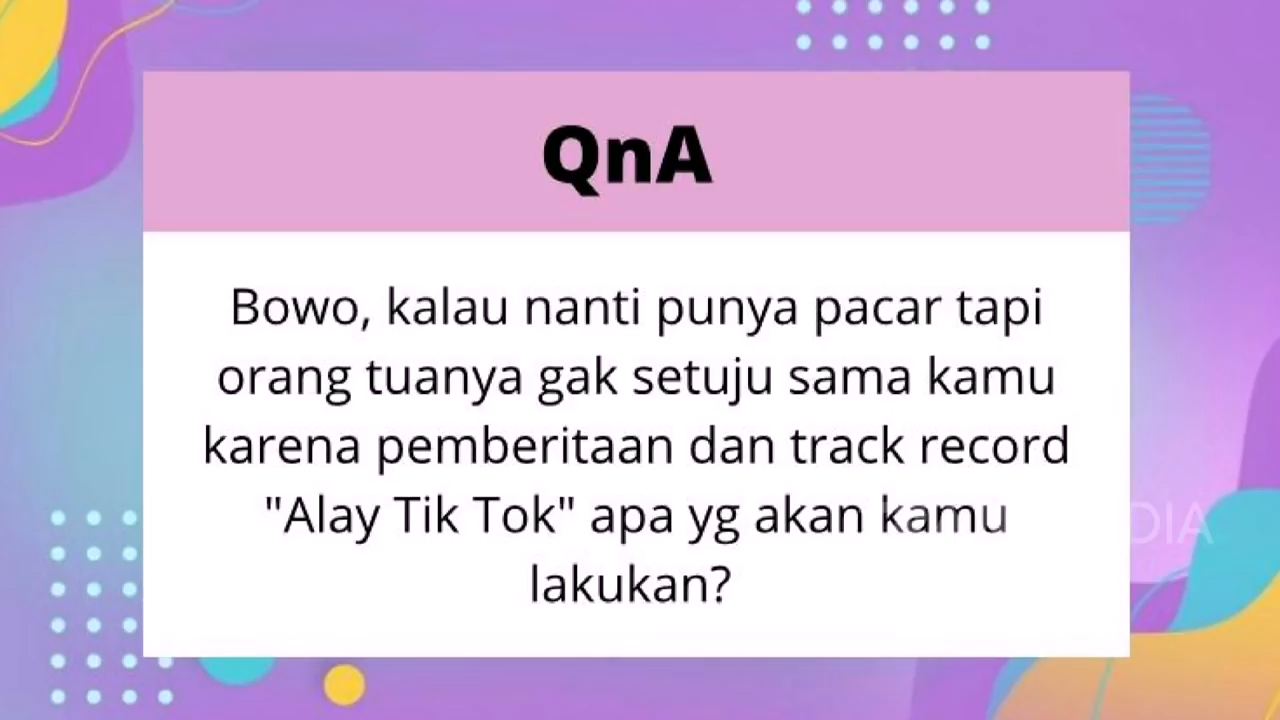 QnA
Bowo, kalau nanti punya pacar tapi
orang tuanya gak setuju sama kamu
karena pemberitaan dan track record
"Alay Tik Tok" apa yg akan kamu
lakukan?